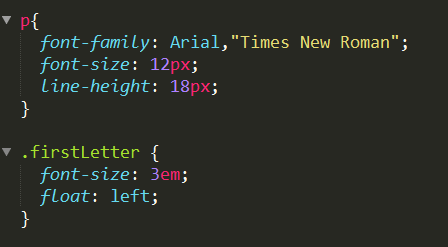 p{
font-family: Arial,"Times New Roman";
font-size: 12px;
line-height: 18px;
}
.firstLetter {
font-size: 3em;
float: left;
}